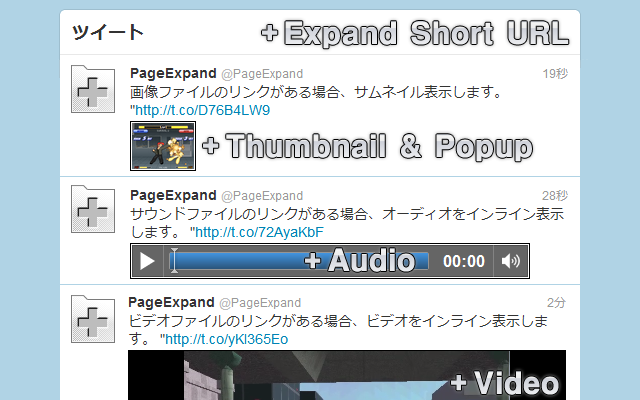 ツイート
+ Expand Short URL
PageExpand @PageExpand 19秒
画像ファイルのリンクがある場合、サムネイル表示します。
"http://t.co/D76B4LW9
+ Thumbnail & Popup
PageExpand @PageExpand 28秒
サウンドファイルのリンクがある場合、オーディオをインライン表示
します。 "http://t.co/72AyaKbF
+ Audio 00:00
PageExpand @PageExpand 2分
ビデオファイルのリンクがある場合、ビデオをインライン表示しま
す。 "http://t.co/yKl365Eo
+ Video